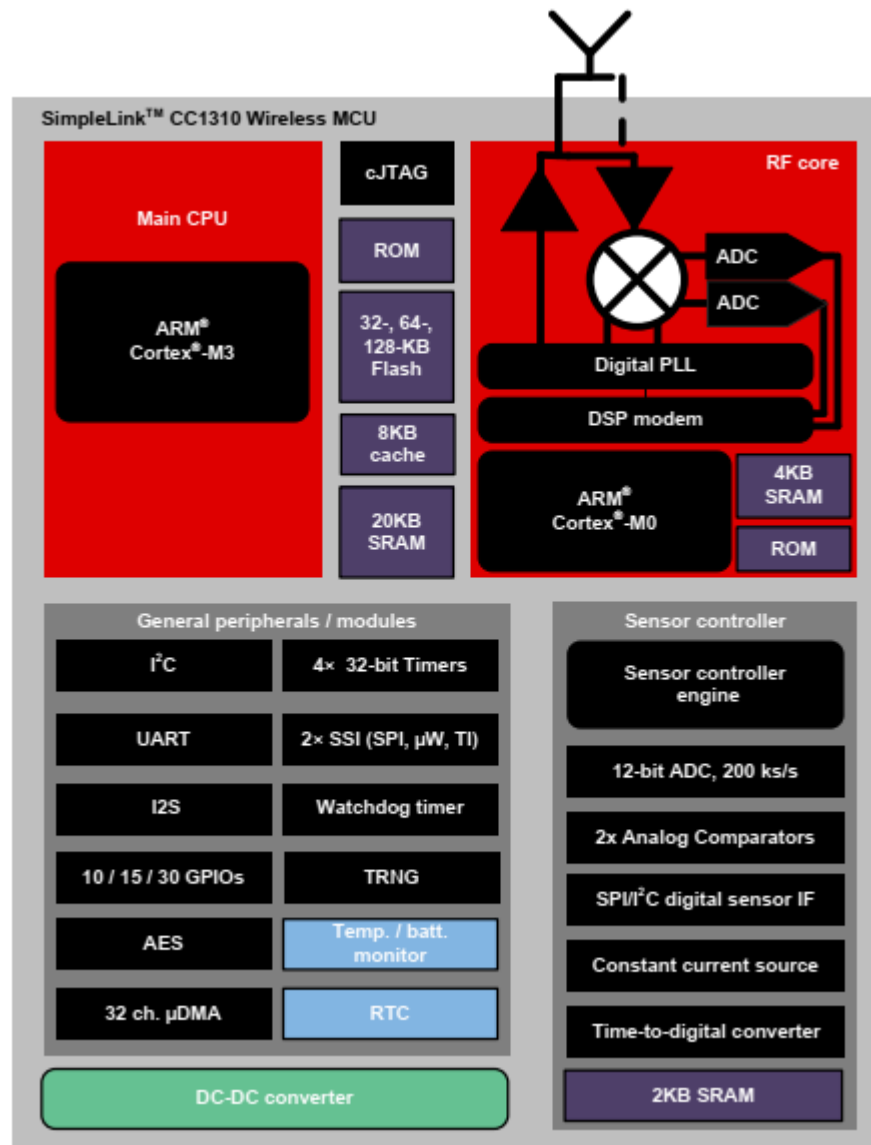 SimpleLink™ CC1310 Wireless MCU
Main CPU
ARM®
Cortex®-M3
cJTAG
ROM
32-, 64-,
128-KB
Flash
8KB
cache
20KB
SRAM
RF core
ADC
ADC
Digital PLL
DSP modem
ARM®
Cortex®-M0
4KB
SRAM
ROM
General peripherals / modules
I²C
4× 32-bit Timers
UART
2× SSI (SPI, µW, TI)
I2S
Watchdog timer
10 / 15 / 30 GPIOs
TRNG
AES
Temp. / batt.
monitor
32 ch. µDMA
RTC
DC-DC converter
Sensor controller
Sensor controller
engine
12-bit ADC, 200 ks/s
2x Analog Comparators
SPI/I²C digital sensor IF
Constant current source
Time-to-digital converter
2KB SRAM